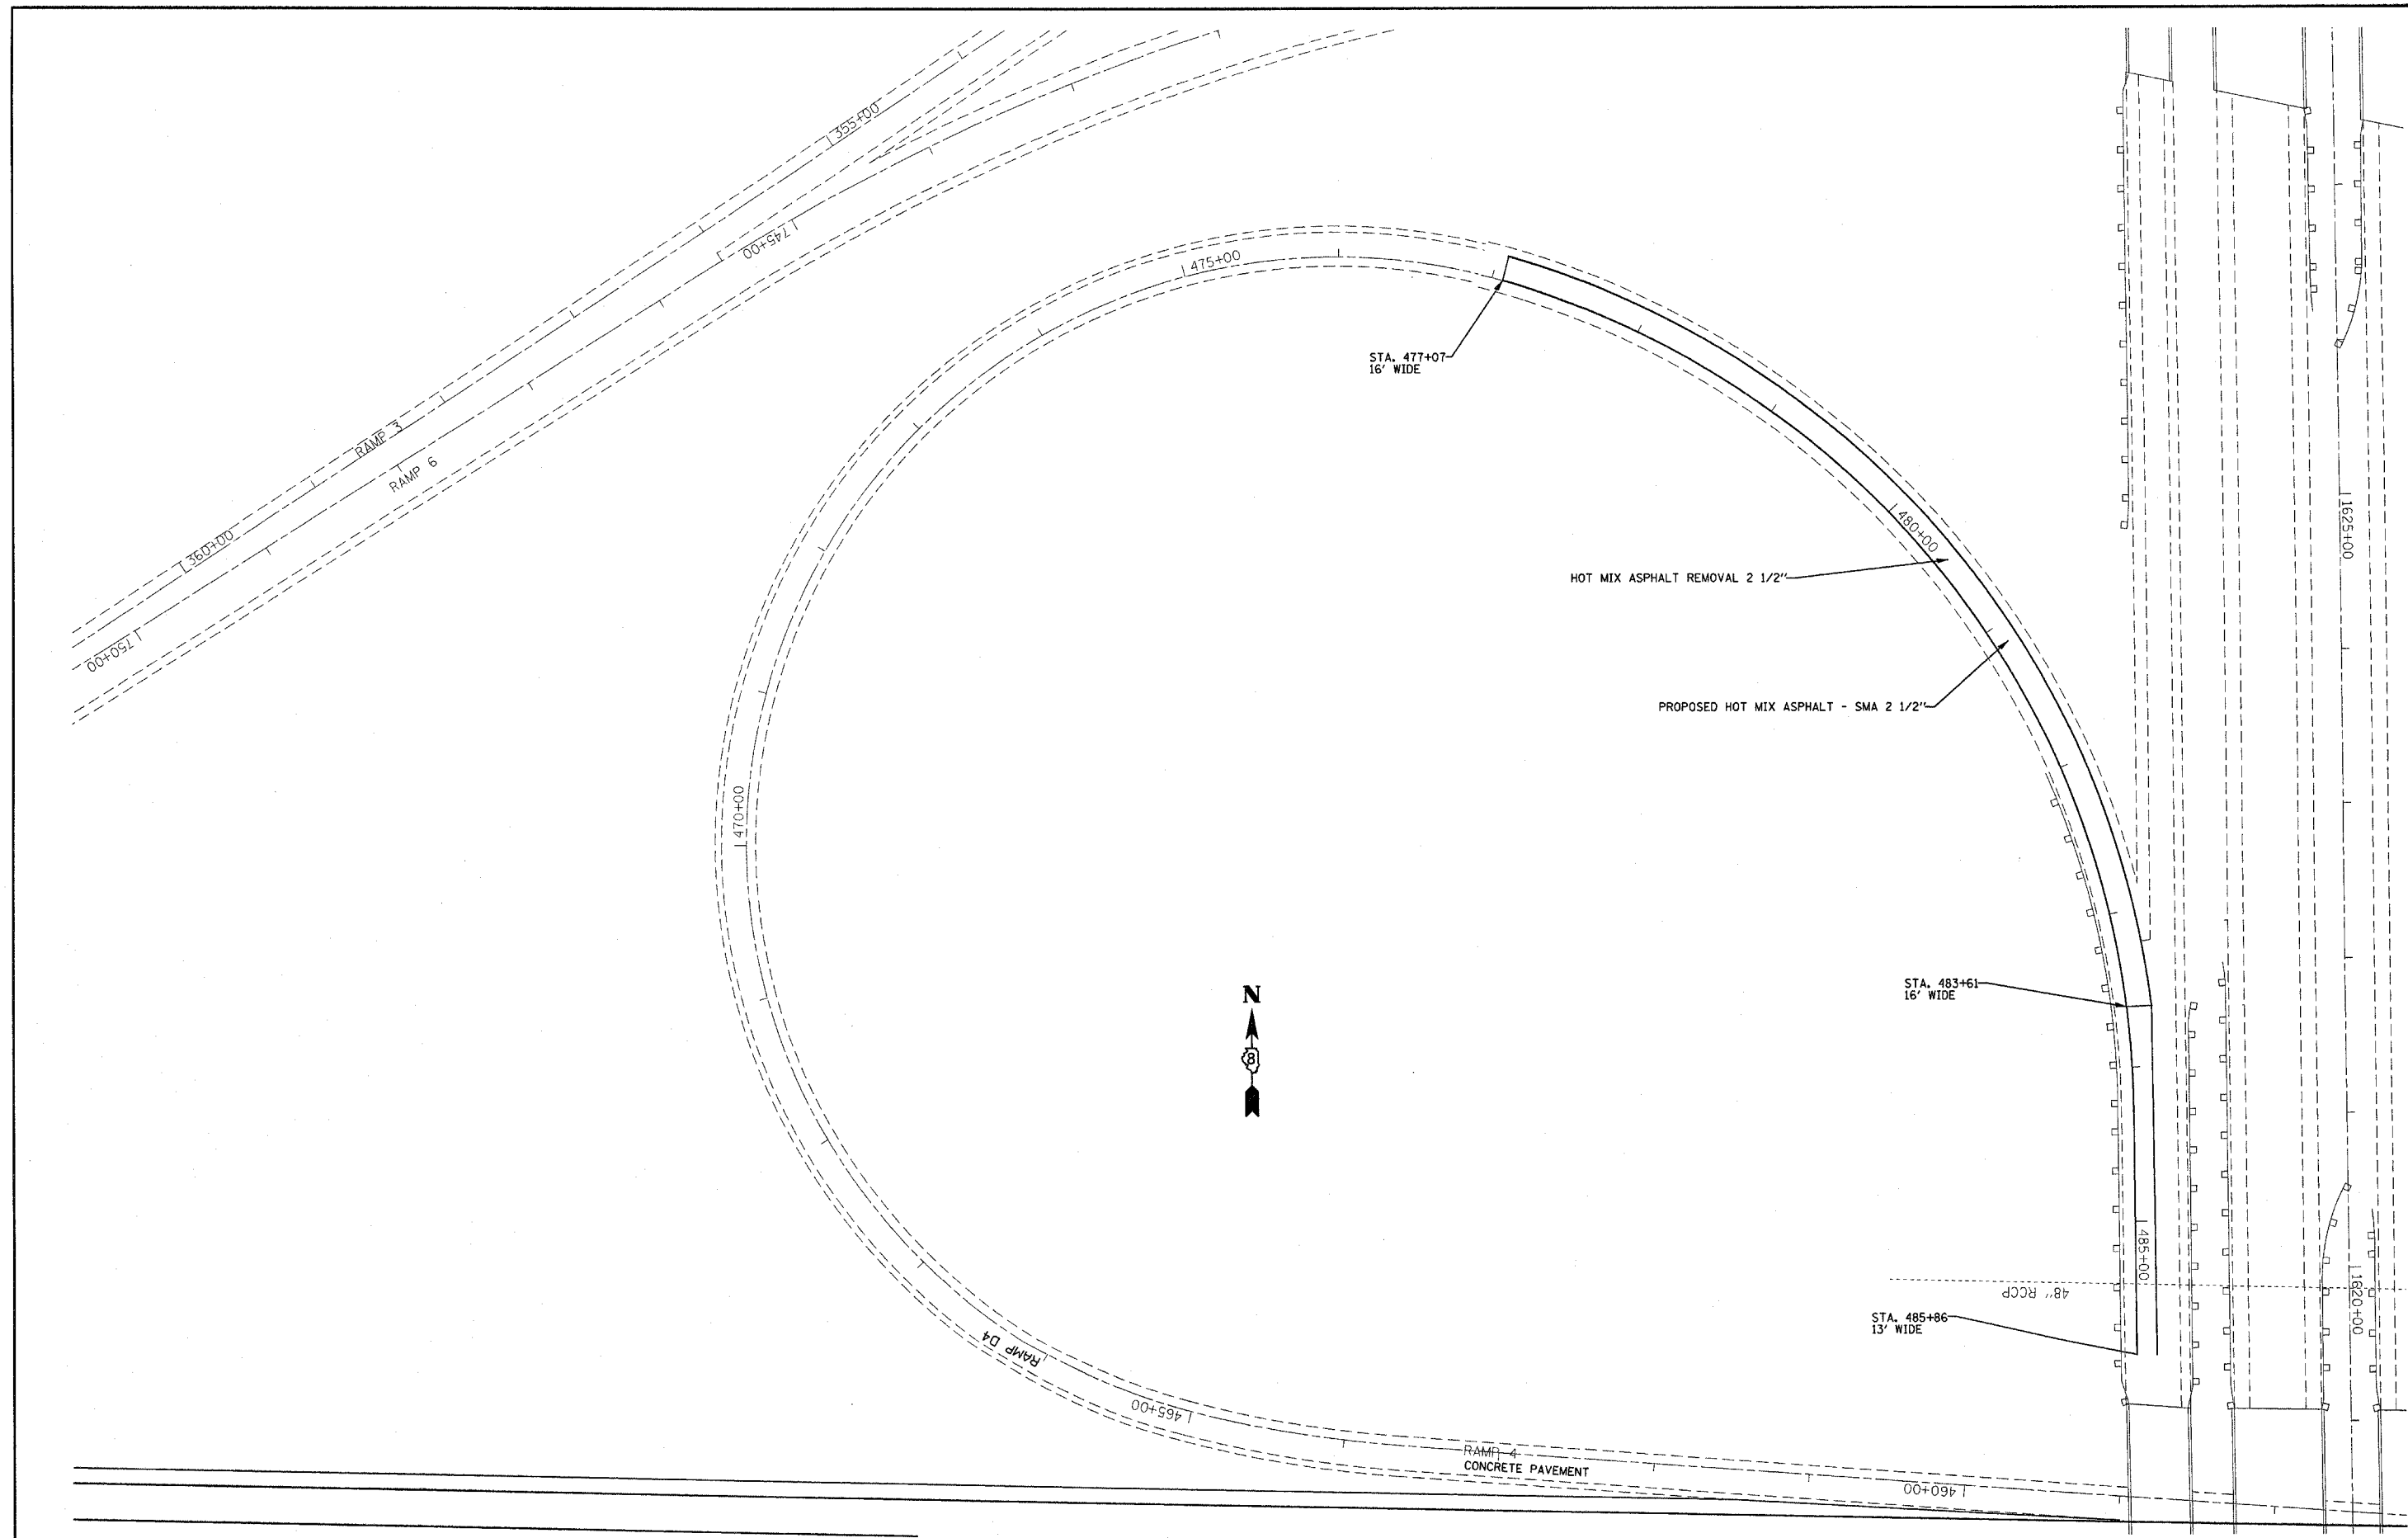 355+00
745+00
475+00
STA. 477+07
16' WIDE
RAMP 3
RAMP 6
360+00
480+00
1625+00
HOT MIX ASPHALT REMOVAL 2 1/2"
750+00
PROPOSED HOT MIX ASPHALT - SMA 2 1/2"
470+00
STA. 483+61
16' WIDE
N
8
485+00
48" RCCP
1620+00
STA. 485+86
13' WIDE
RAMP D4
465+00
RAMP 4
CONCRETE PAVEMENT
460+00